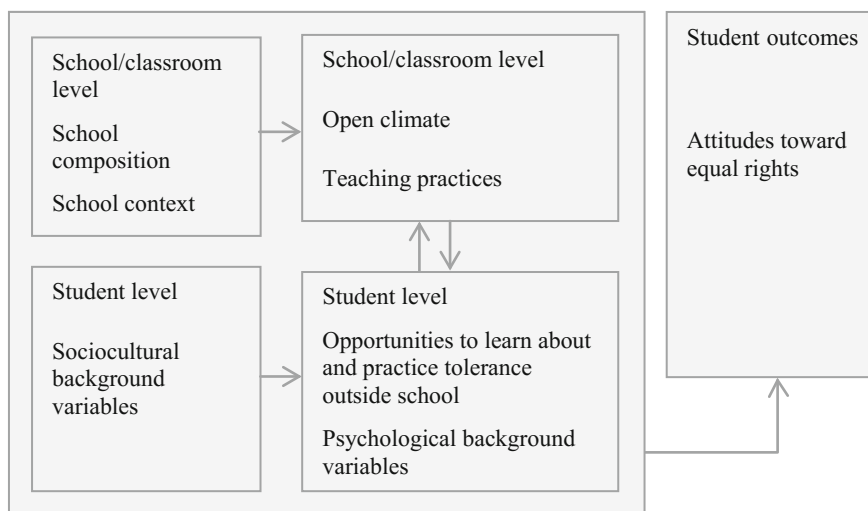 School/classroom
level
School
composition
School context
School/classroom level
Open climate
Teaching practices
Student level
Sociocultural
background
variables
Student level
Opportunities to learn about
and practice tolerance
outside school
Psychological background
variables
Student outcomes
Attitudes toward
equal rights